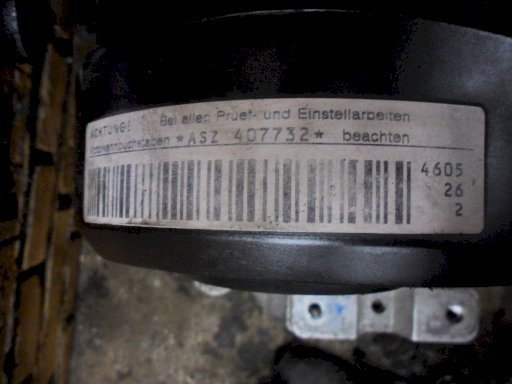 ACHTUNG! Bei allen Pruef- und Einstellarbeiten
Motorkennbuchstaben *ASZ 407732* beachten
4605
26
2